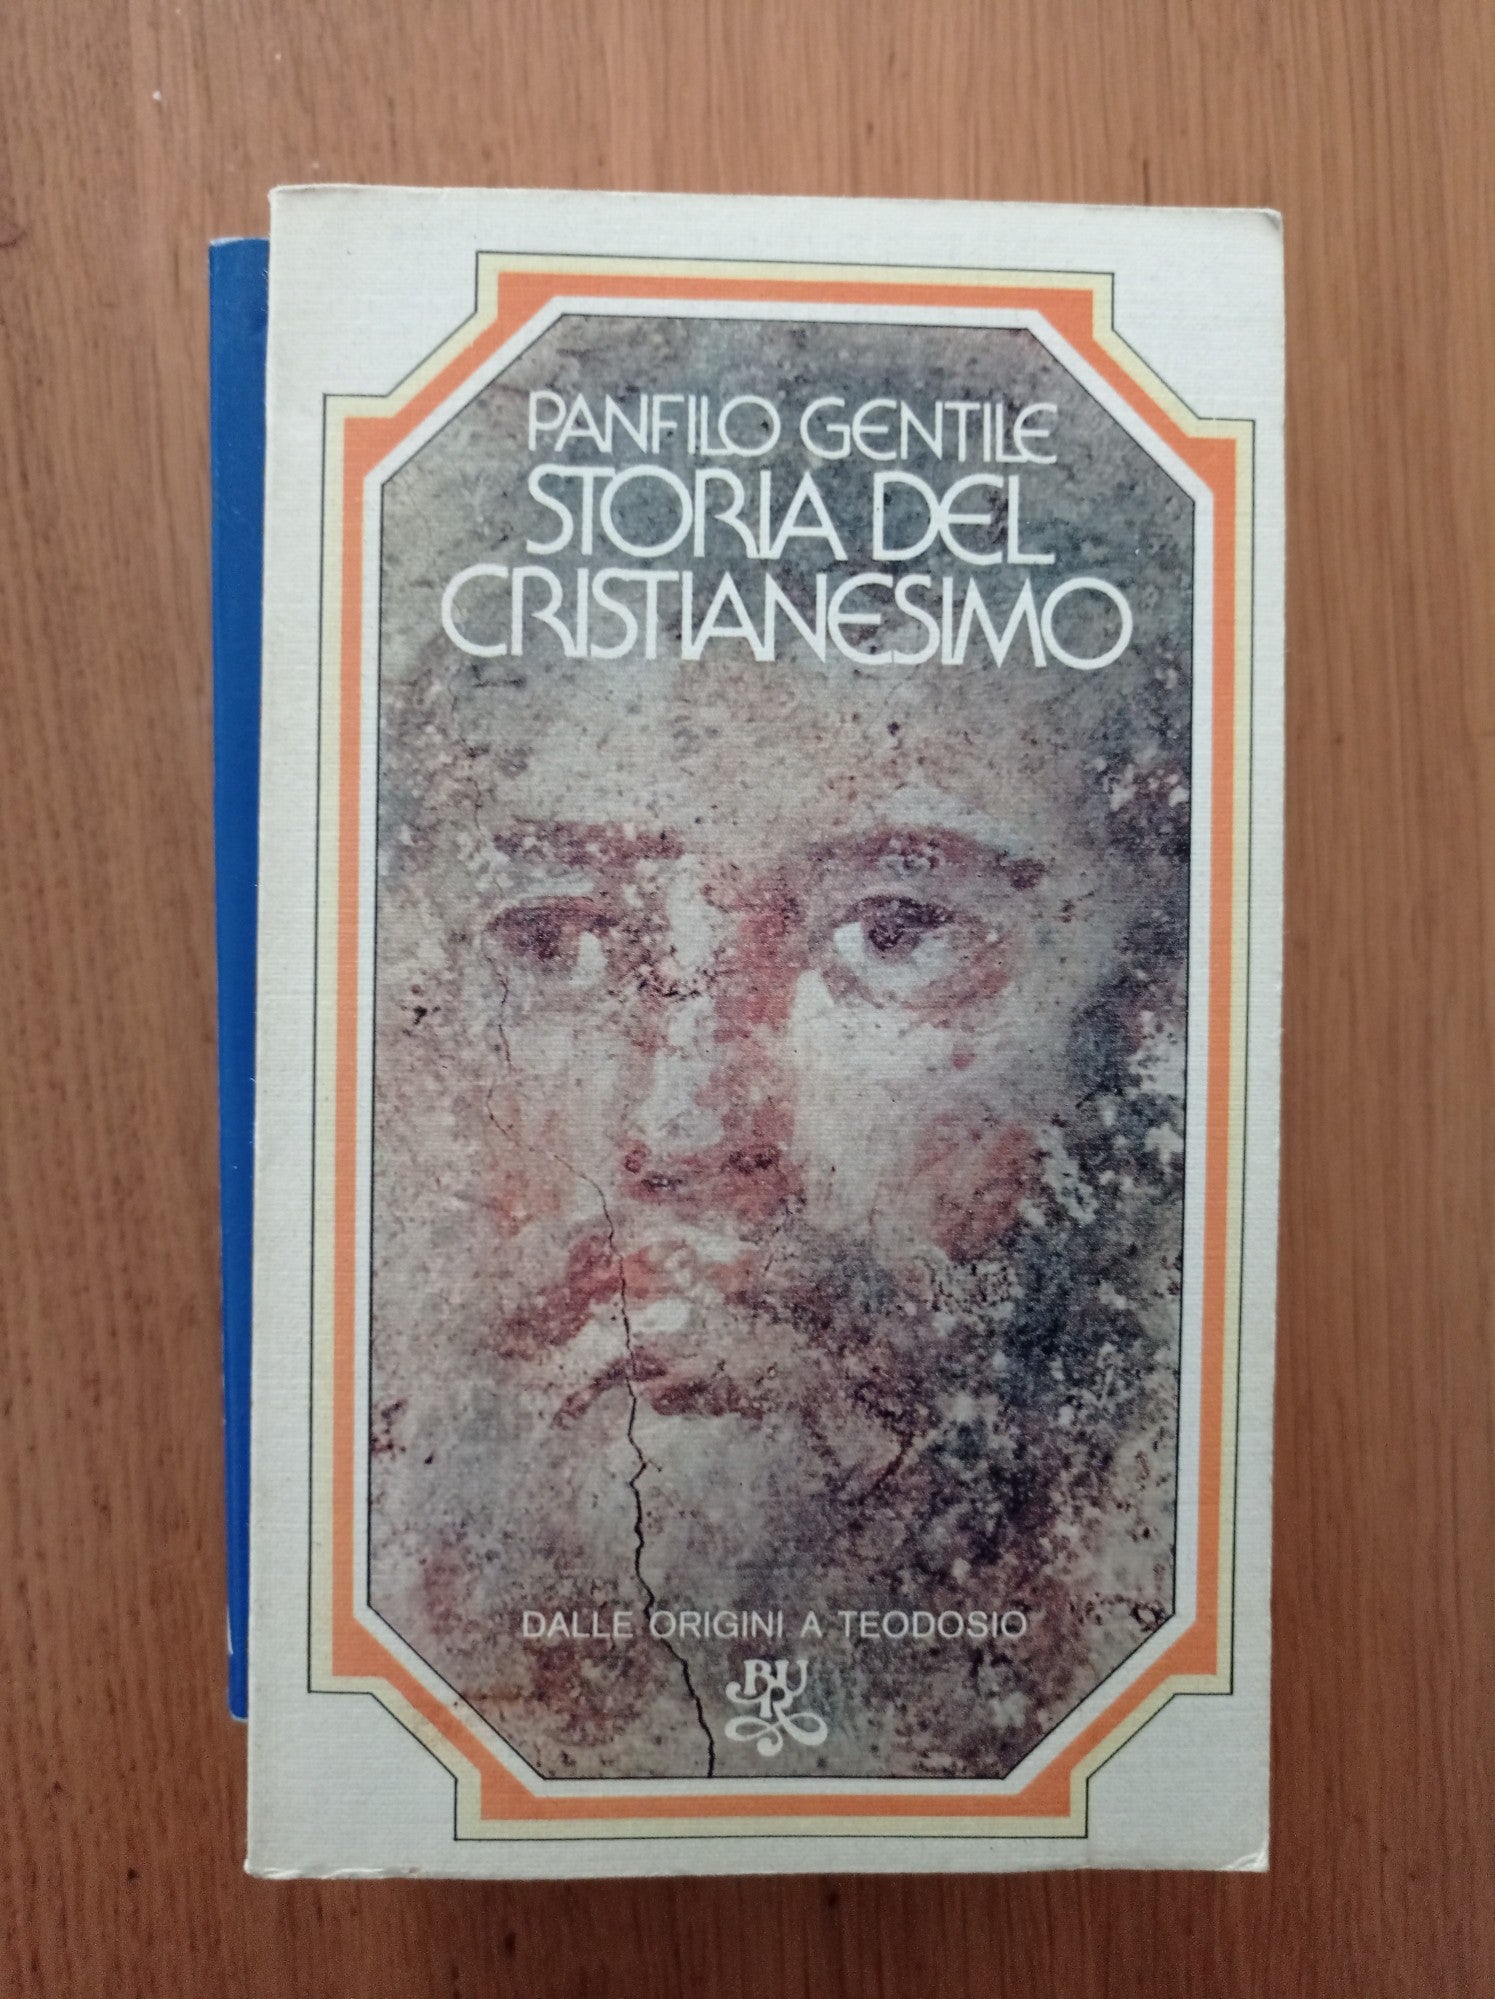 PANFILO GENTILE
STORIA DEL
CRISTIANESIMO
DALLE ORIGINI A TEODOSIO
BUR